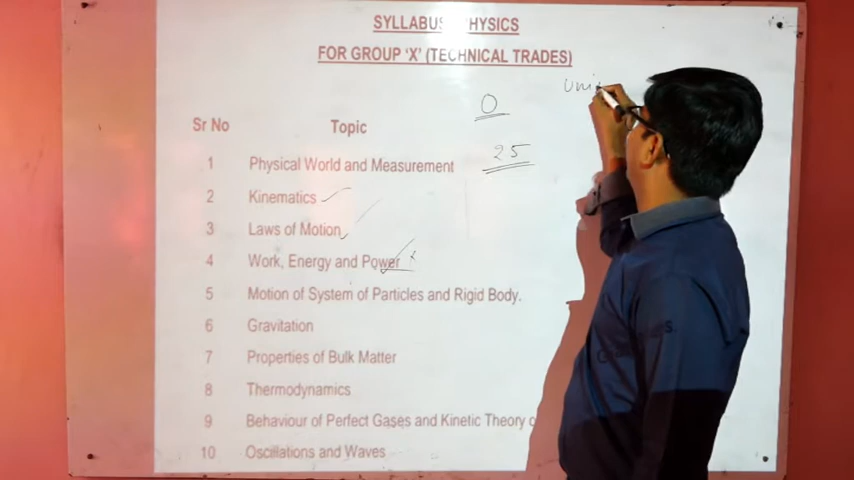 SYLLABUS PHYSICS
FOR GROUP 'X' (TECHNICAL TRADES)
Uni
0
Sr No Topic
25
1 Physical World and Measurement
2 Kinematics
3 Laws of Motion
4 Work, Energy and Power
5 Motion of System of Particles and Rigid Body.
6 Gravitation
7 Properties of Bulk Matter
8 Thermodynamics
9 Behaviour of Perfect Gases and Kinetic Theory
10 Oscillations and Waves